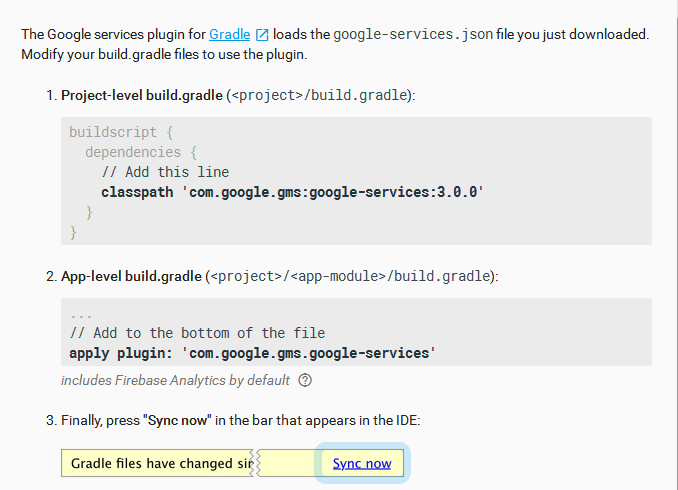 The Google services plugin for Gradle loads the google-services.json file you just downloaded.
Modify your build.gradle files to use the plugin.
1. Project-level build.gradle (<project>/build.gradle):
buildscript {
dependencies {
// Add this line
classpath 'com.google.gms:google-services:3.0.0'
}
}
2. App-level build.gradle (<project>/<app-module>/build.gradle):
...
// Add to the bottom of the file
apply plugin: 'com.google.gms.google-services'
includes Firebase Analytics by default ?
3. Finally, press "Sync now" in the bar that appears in the IDE:
Gradle files have changed sin Sync now